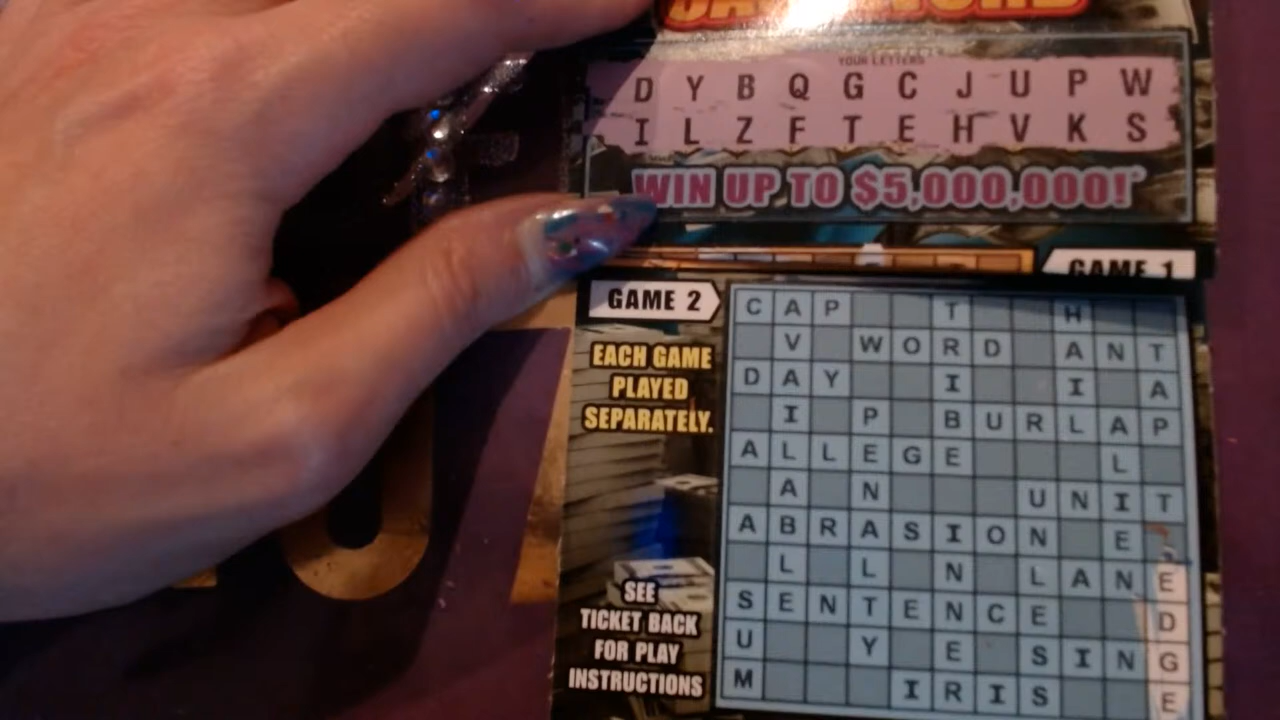 YOUR LETTERS
D Y B Q G C J U P W
I L Z F T E H V K S
WIN UP TO $5,000,000!*
GAME 1
GAME 2
EACH GAME
PLAYED
SEPARATELY.
SEE
TICKET BACK
FOR PLAY
INSTRUCTIONS
C A P T H
V W O R D A N T
D A Y I I A
I P B U R L A P
A L L E G E L
A N U N I T
A B R A S I O N E
L L N L A N E
S E N T E N C E D
U Y E S I N G
M I R I S E